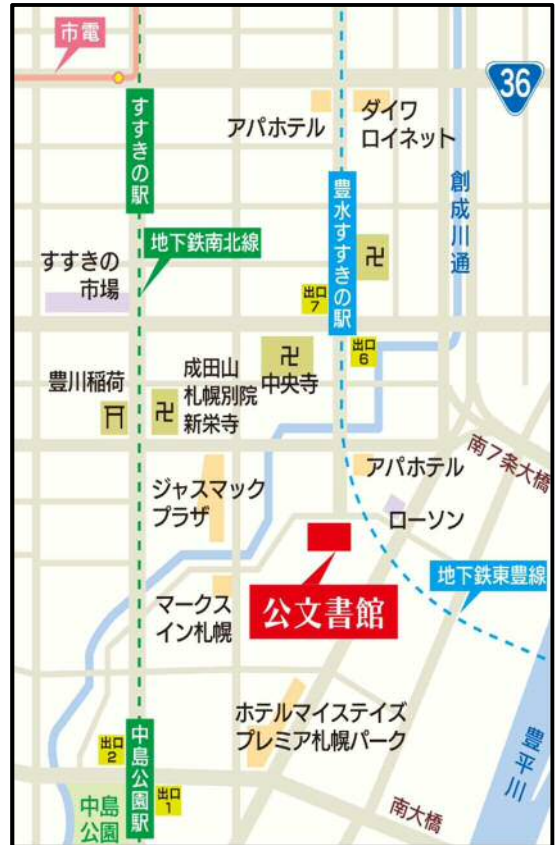 市電
36
アパホテル
ダイワ
ロイネット
すすきの駅
創成川通
豊水すすきの駅
地下鉄南北線
すすきの
市場
卍
出口
7
出口
6
豊川稲荷
卍
成田山
札幌別院
新栄寺
卍
中央寺
ジャスマック
プラザ
アパホテル
南7条大橋
ローソン
公文書館
地下鉄東豊線
マークス
イン札幌
ホテルマイステイズ
プレミア札幌パーク
豊平川
中島公園駅
出口
2
出口
1
中島
公園
南大橋